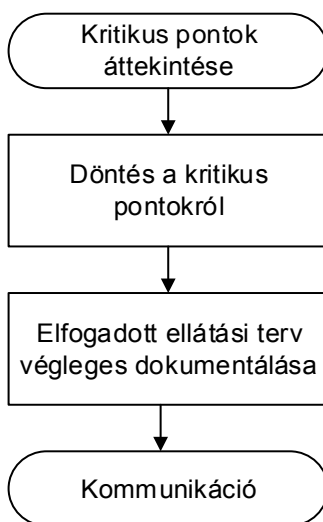 Kritikus pontok
áttekintése
Döntés a kritikus
pontokról
Elfogadott ellátási terv
végleges dokumentálása
Kommunikáció